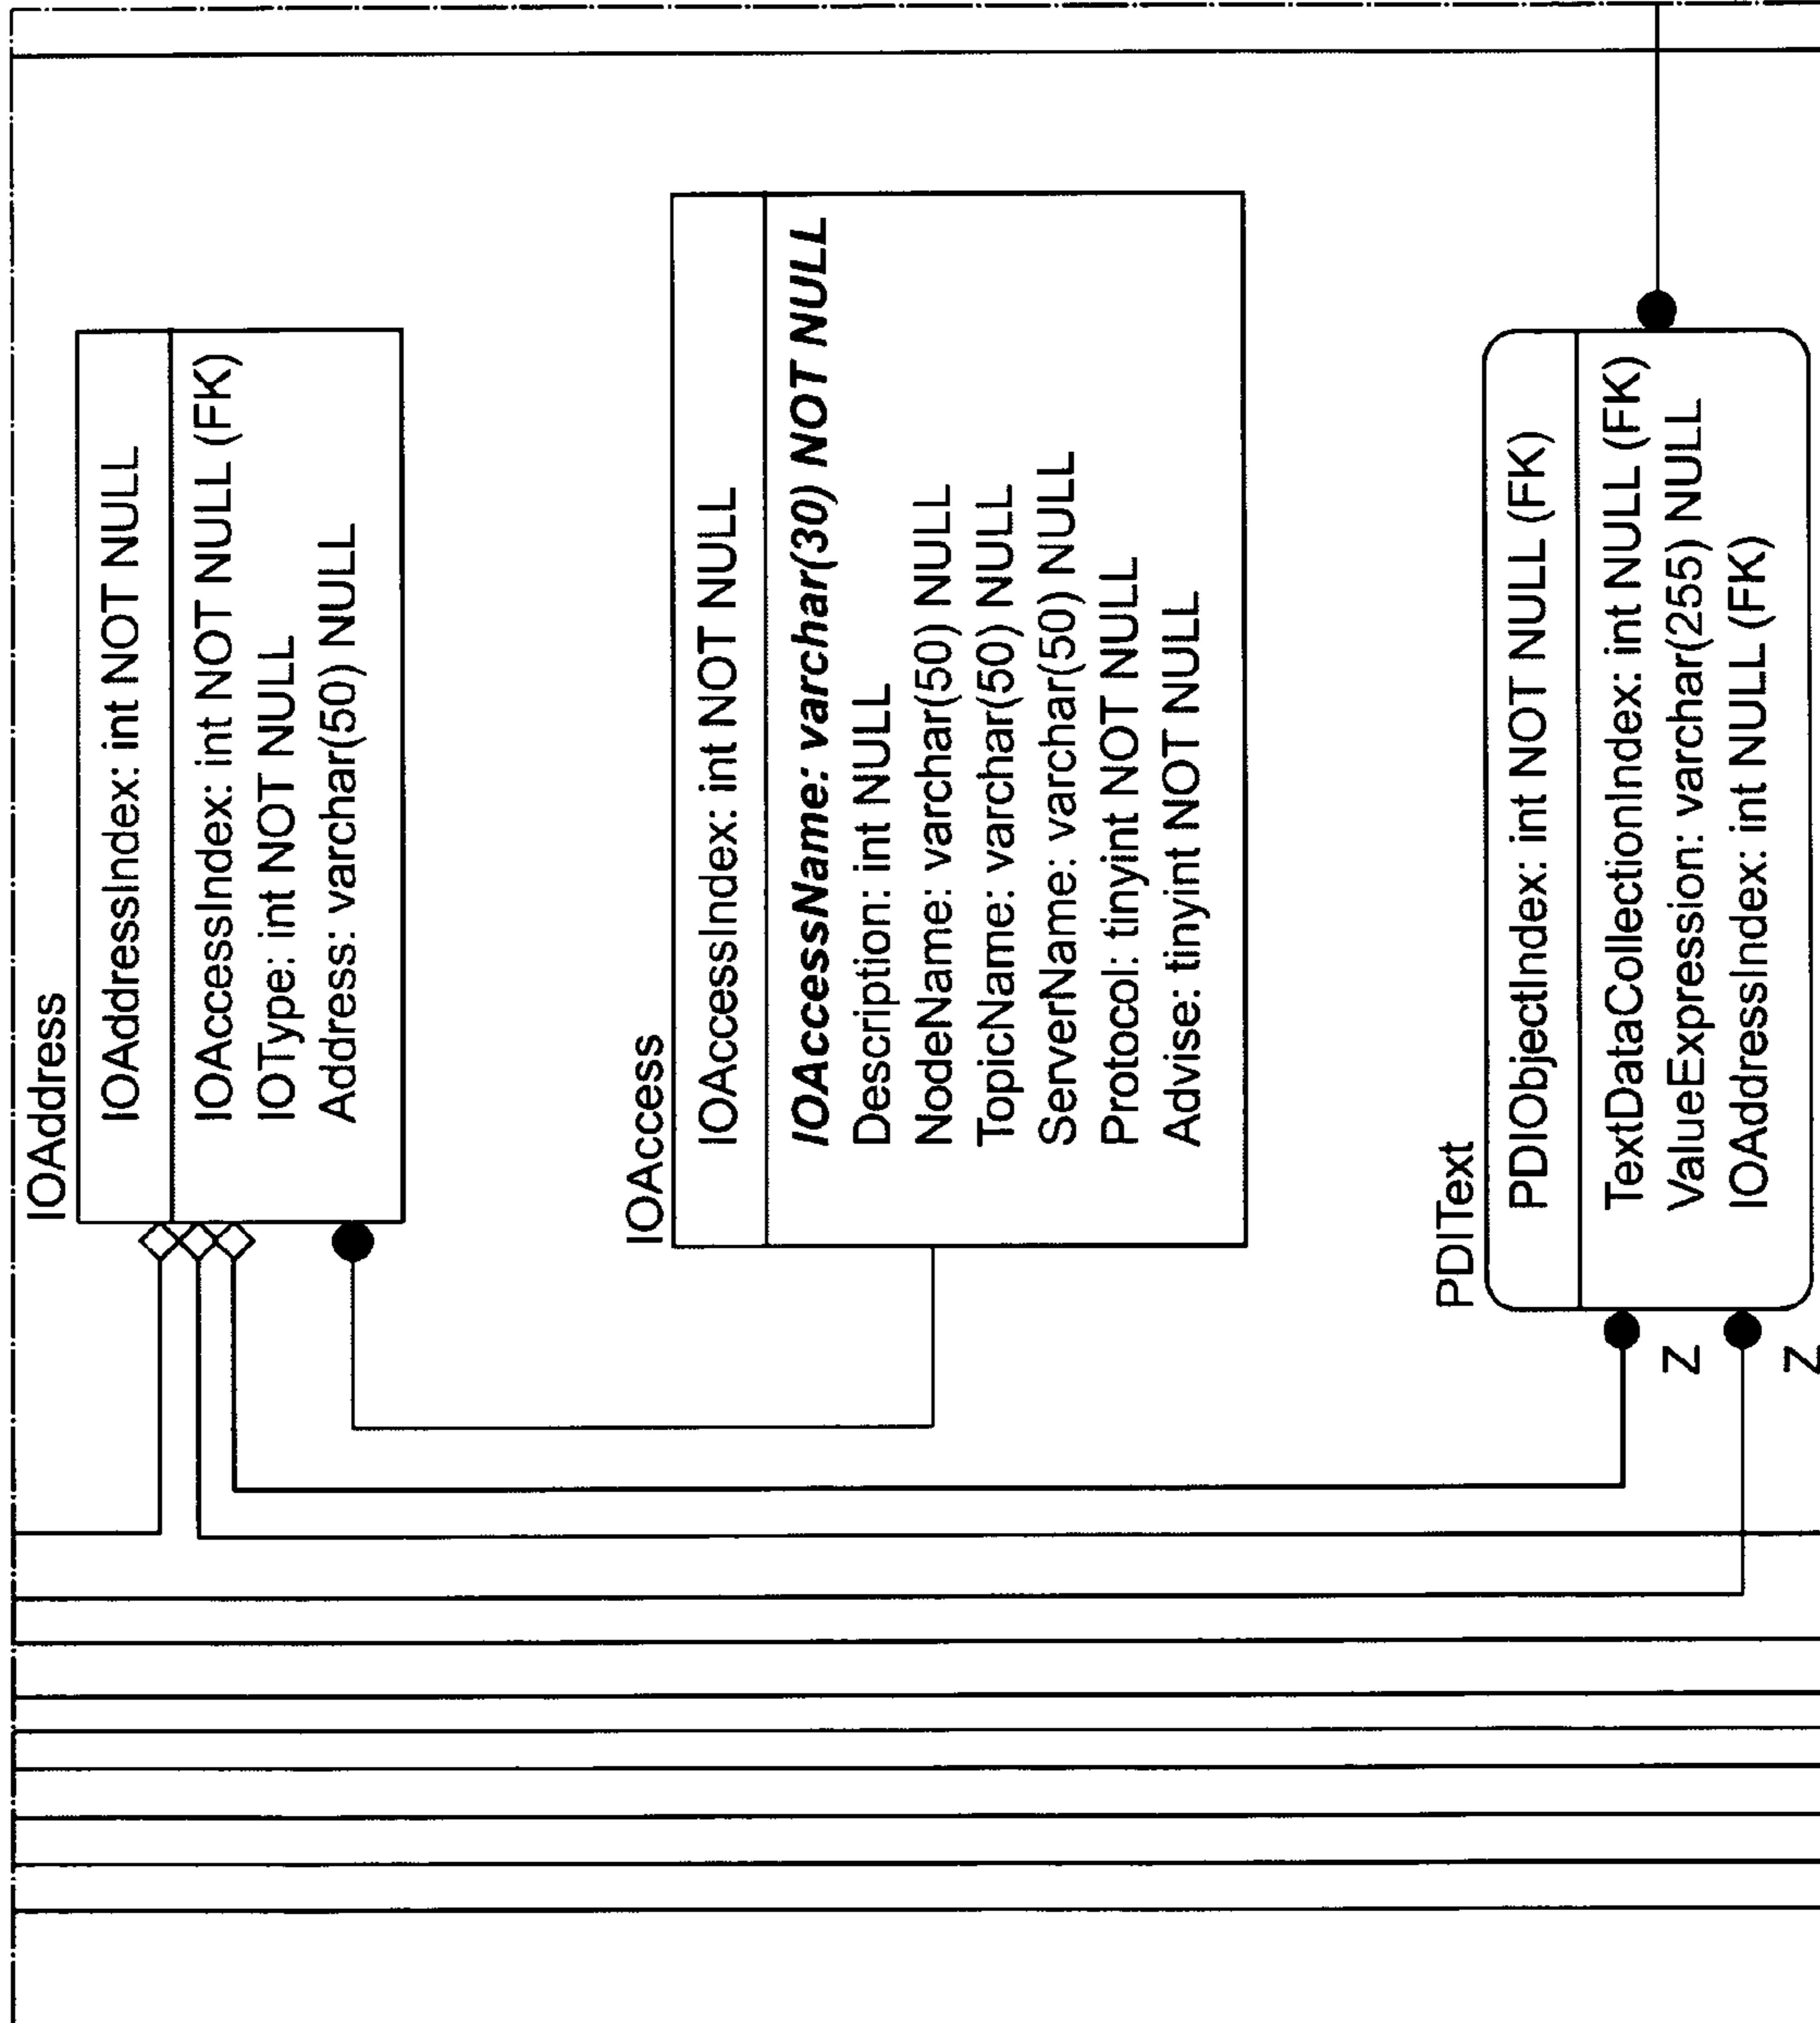 IOAddress
IOAddressIndex: int NOT NULL
IOAccessIndex: int NOT NULL (FK)
IOType: int NOT NULL
Address: varchar(50) NULL
IOAccess
IOAccessIndex: int NOT NULL
IOAccessName: varchar(30) NOT NULL
Description: int NULL
NodeName: varchar(50) NULL
TopicName: varchar(50) NULL
ServerName: varchar(50) NULL
Protocol: tinyint NOT NULL
Advise: tinyint NOT NULL
PDIText
PDIObjectIndex: int NOT NULL (FK)
TextDataCollectionIndex: int NULL (FK)
ValueExpression: varchar(255) NULL
IOAddressIndex: int NULL (FK)
Z
Z